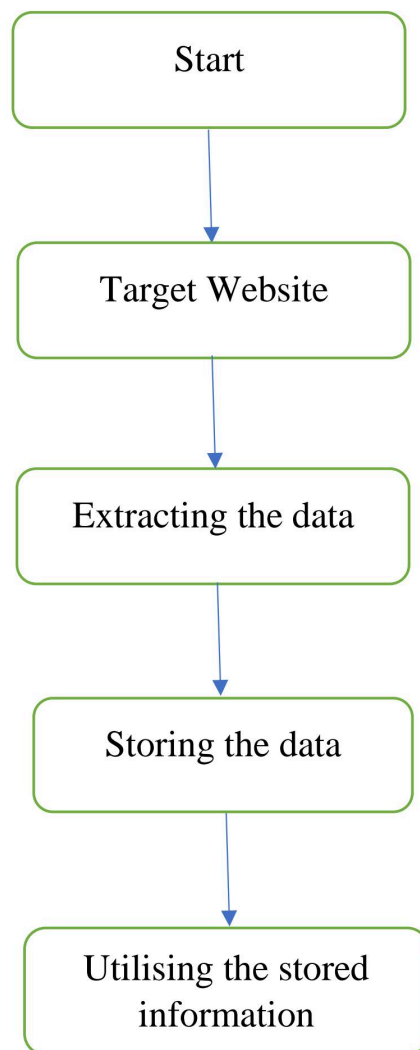 Start
Target Website
Extracting the data
Storing the data
Utilising the stored
information